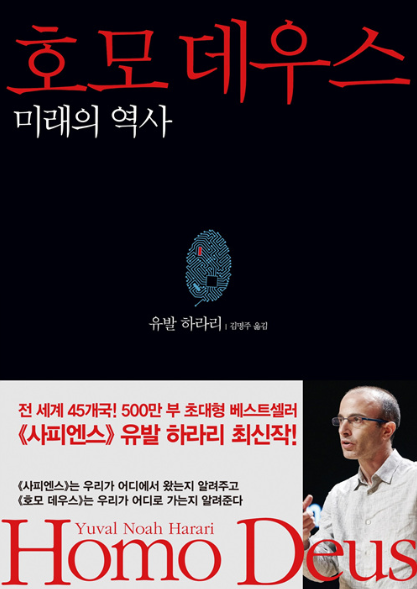 호모 데우스
미래의 역사
유발 하라리 | 김명주 옮김
전 세계 45개국! 500만 부 초대형 베스트셀러
《사피엔스》 유발 하라리 최신작!
《사피엔스》는 우리가 어디에서 왔는지 알려주고
《호모 데우스》는 우리가 어디로 가는지 알려준다
Yuval Noah Harari
Homo Deus